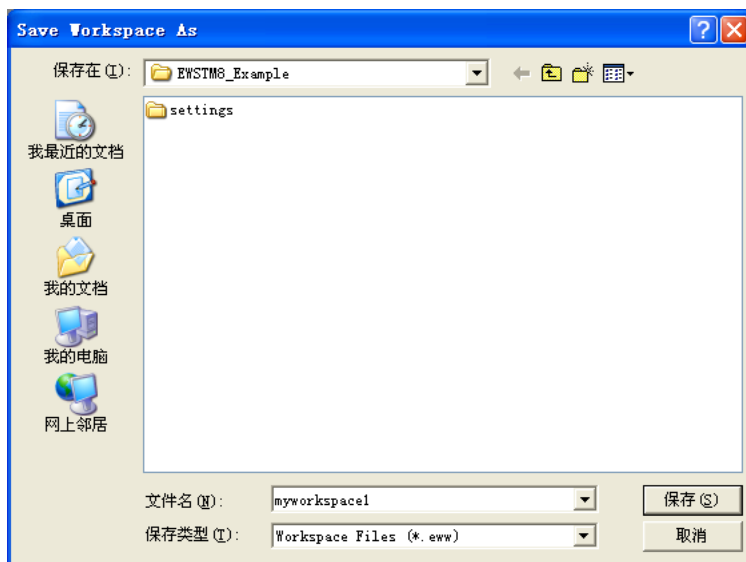 Save Workspace As
保存在(I):
EWSTM8_Example
settings
我最近的文档
桌面
我的文档
我的电脑
网上邻居
文件名(N):
myworkspace1
保存(S)
保存类型(T):
Workspace Files (*.eww)
取消